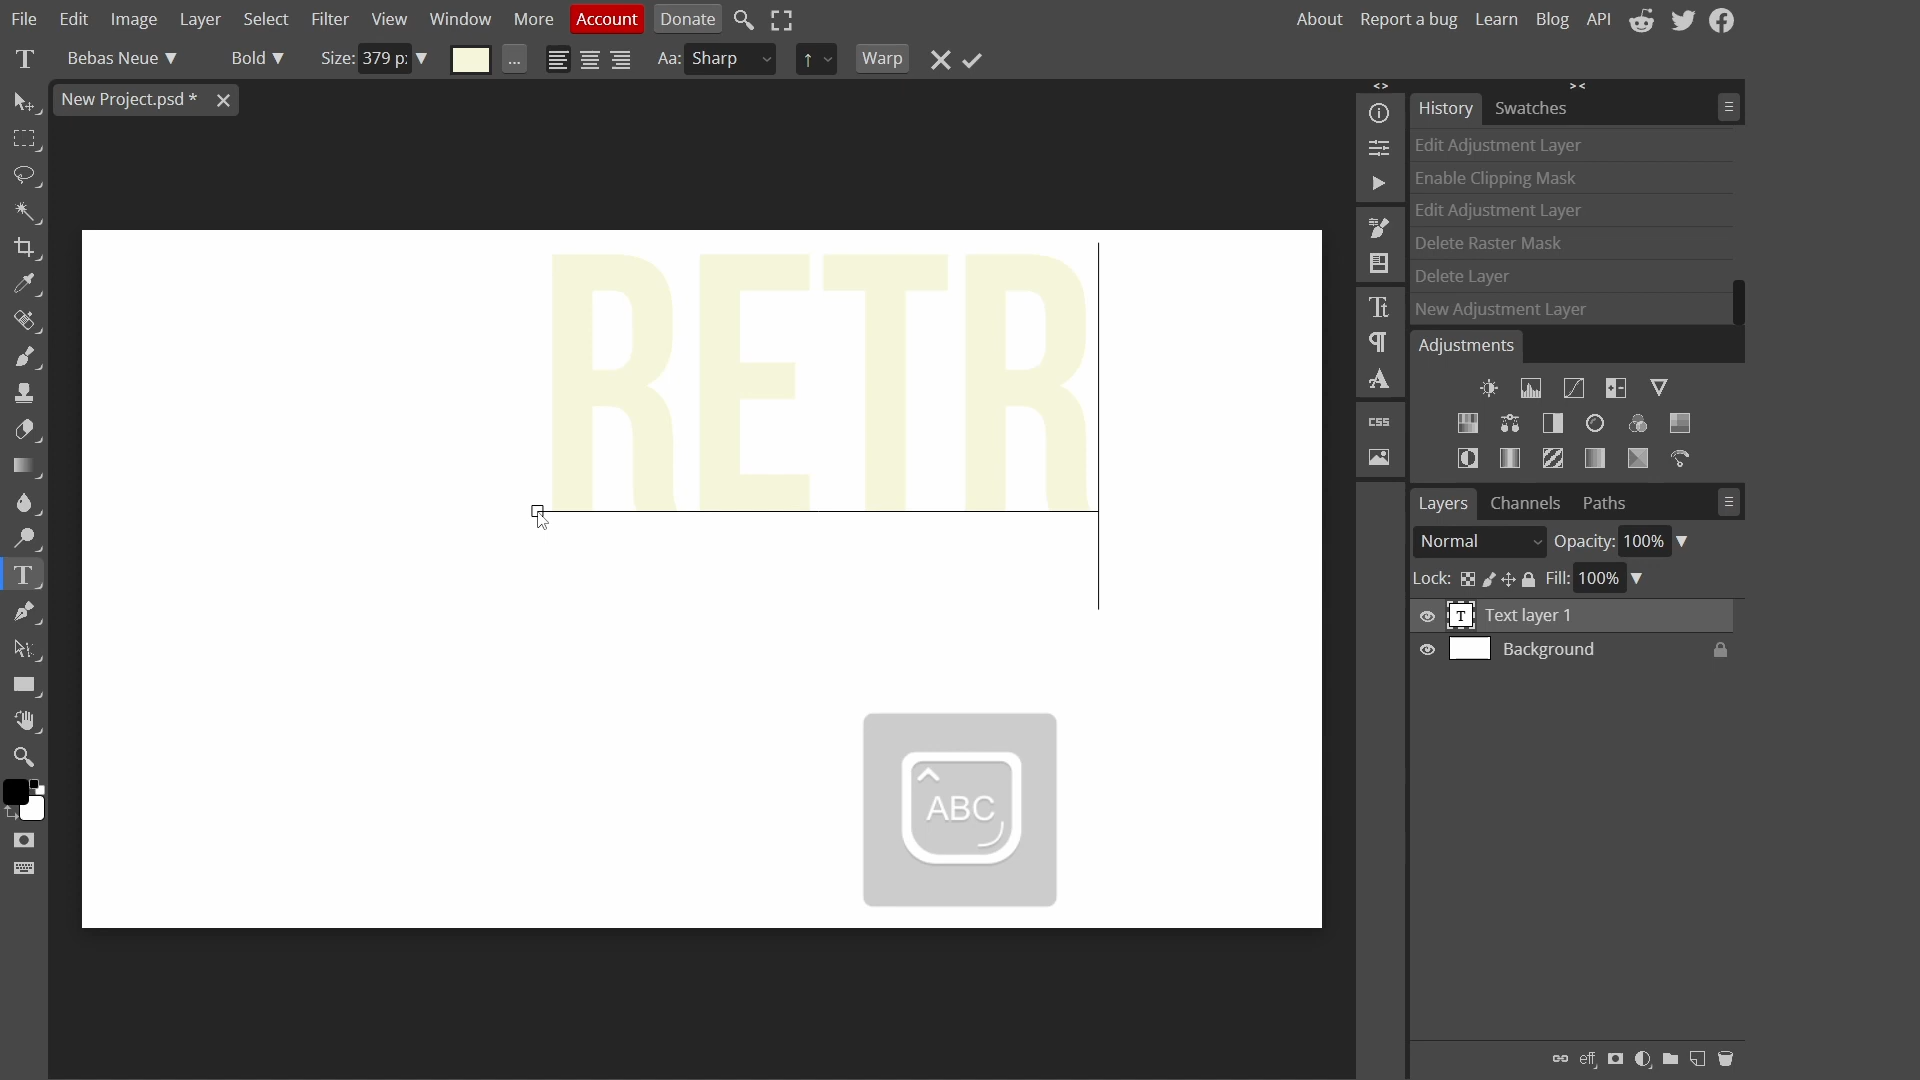 File Edit Image Layer Select Filter View Window More Account Donate About Report a bug Learn Blog API
T Bebas Neue ▼ Bold ▼ Size: 379 p: ▼ ... Aa: Sharp ↑ Warp
New Project.psd *
<> ><
History Swatches
Edit Adjustment Layer
Enable Clipping Mask
Edit Adjustment Layer
Delete Raster Mask
Delete Layer
New Adjustment Layer
RETR
Tt
Adjustments
CSS
Layers Channels Paths
Normal Opacity: 100% ▼
Lock: Fill: 100% ▼
T
T Text layer 1
Background
ABC
eff